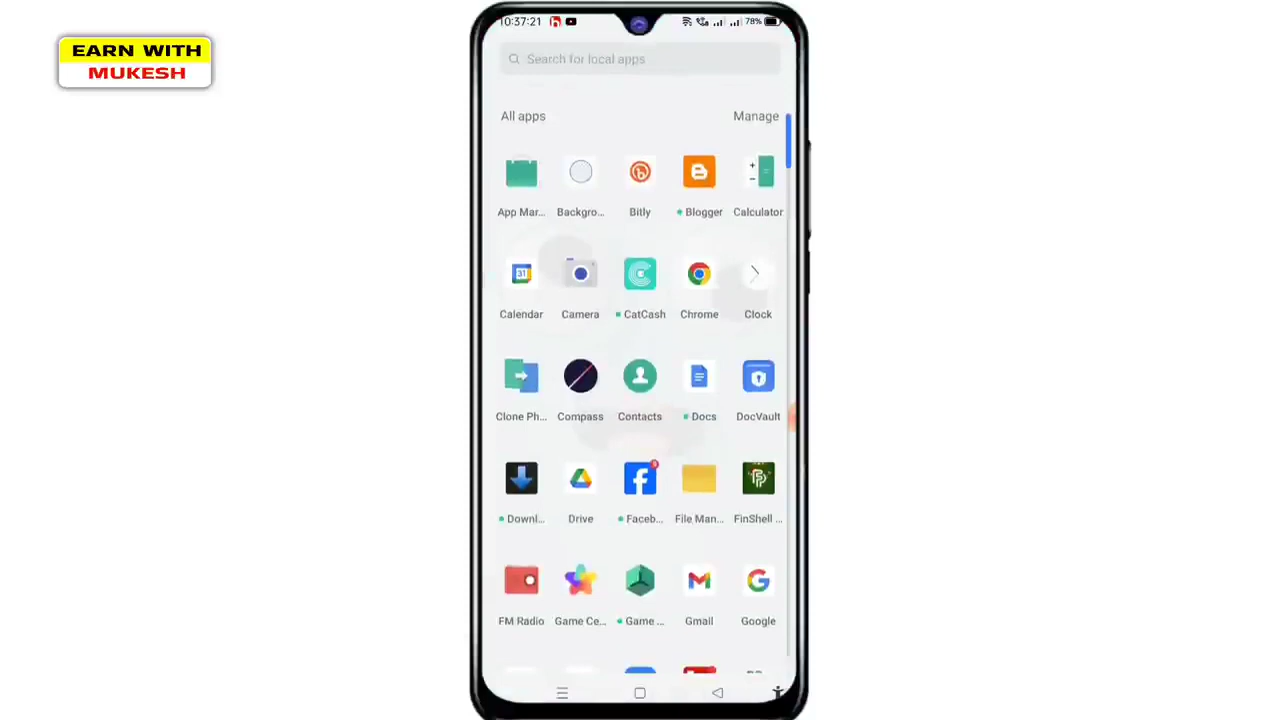 EARN WITH
MUKESH
10:37:21
78%
Search for local apps
All apps
Manage
App Mar... Backgro... Bitly Blogger Calculator
31
Calendar Camera CatCash Chrome Clock
Clone Ph... Compass Contacts Docs DocVault
Downl... Drive Faceb... File Man... FinShell ...
FM Radio Game Ce... Game ... Gmail Google